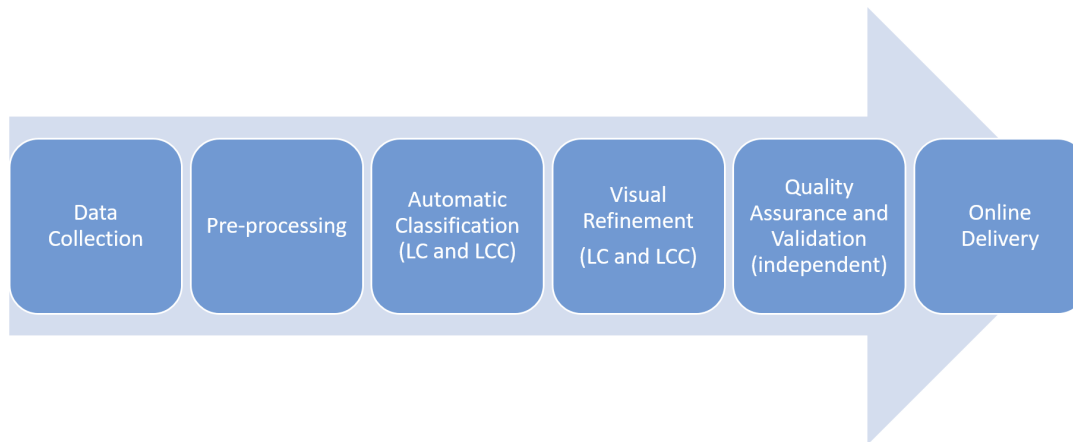 Data
Collection
Pre-processing
Automatic
Classification
(LC and LCC)
Visual
Refinement
(LC and LCC)
Quality
Assurance and
Validation
(independent)
Online
Delivery